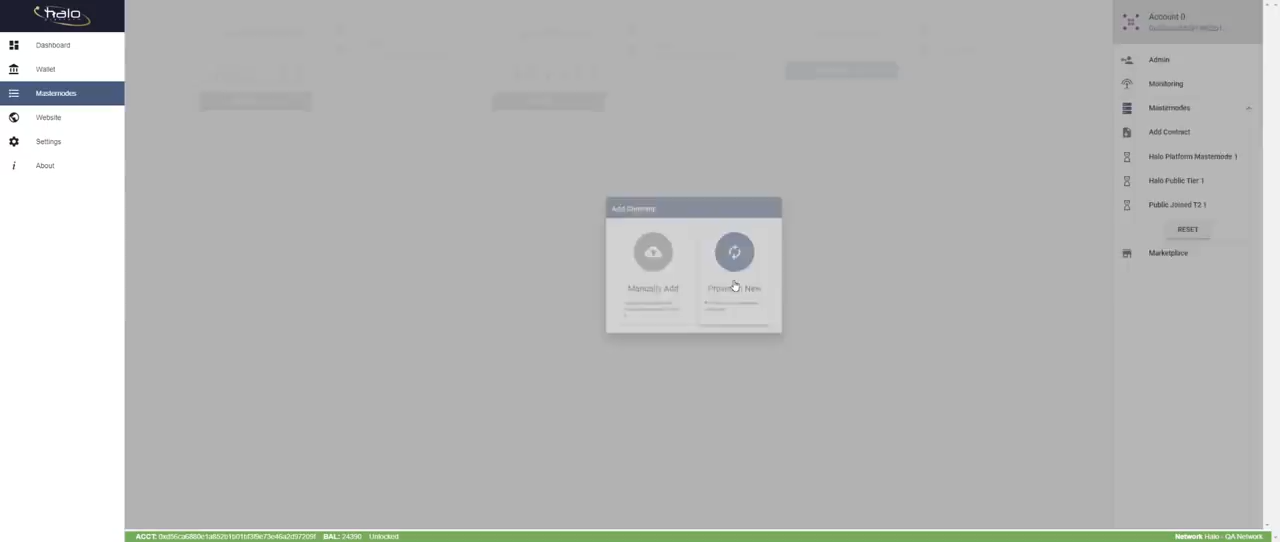 halo
Dashboard
Wallet
Masternodes
Website
Settings
About
Account 0
Admin
Monitoring
Masternodes
Add Contract
Halo Platform Masternode 1
Halo Public Tier 1
Public Joined T2 1
RESET
Marketplace
Add Contract
Manually Add
New
ACCT: BAL: 24390 Unlocked
Network Halo - QA Network